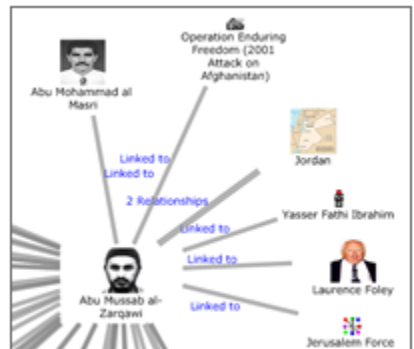 Operation Enduring
Freedom (2001
Attack on
Afghanistan)
Abu Mohammad al
Masri
Linked to
Linked to
Jordan
2 Relationships
Yasser Fathi Ibrahim
Linked to
Linked to
Laurence Foley
Abu Mussab al-
Zarqawi
Linked to
Jerusalem Force